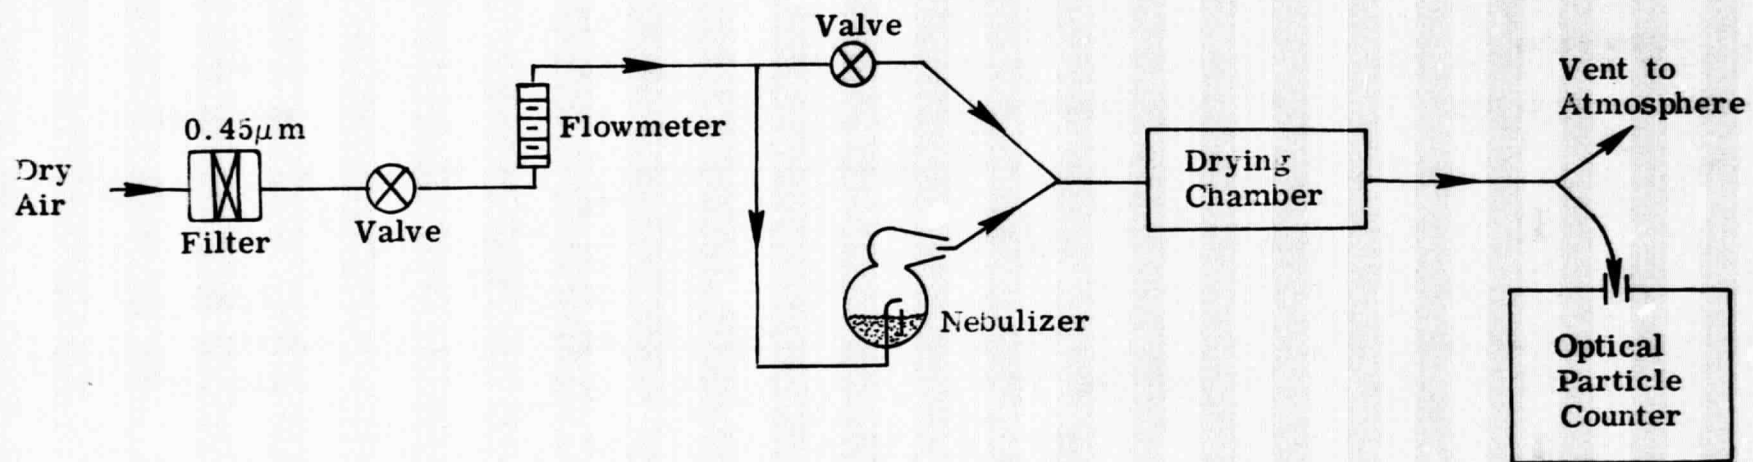 Dry
Air
0.45μm
Filter
Valve
Flowmeter
Valve
Nebulizer
Drying
Chamber
Vent to
Atmosphere
Optical
Particle
Counter